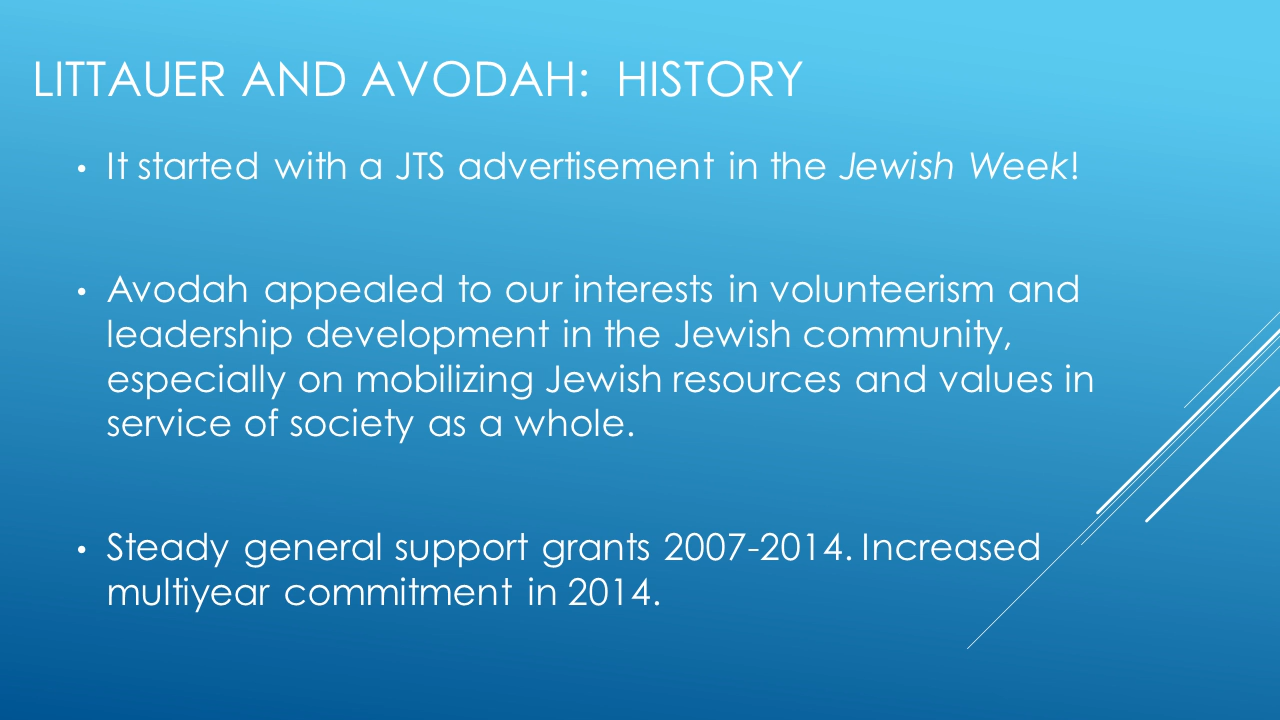 LITTAUER AND AVODAH:  HISTORY
• It started with a JTS advertisement in the Jewish Week!
• Avodah appealed to our interests in volunteerism and
leadership development in the Jewish community,
especially on mobilizing Jewish resources and values in
service of society as a whole.
• Steady general support grants 2007-2014. Increased
multiyear commitment in 2014.